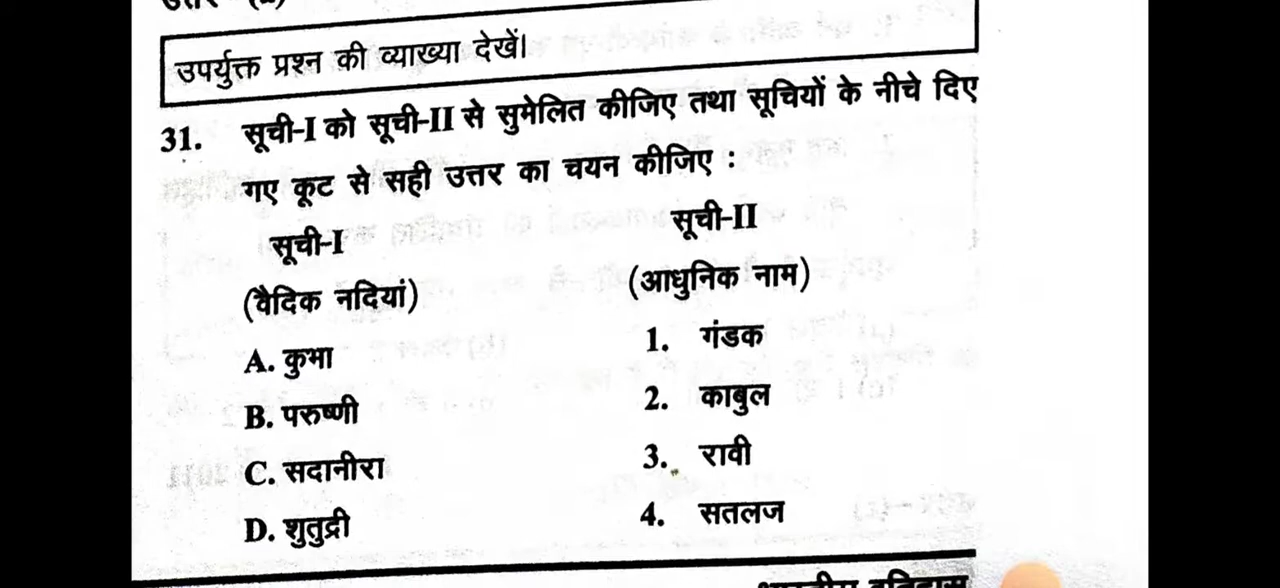 उपर्युक्त प्रश्न की व्याख्या देखें।
31. सूची-I को सूची-II से सुमेलित कीजिए तथा सूचियों के नीचे दिए
गए कूट से सही उत्तर का चयन कीजिए :
सूची-I सूची-II
(वैदिक नदियां) (आधुनिक नाम)
A. कुभा 1. गंडक
B. परुष्णी 2. काबुल
C. सदानीरा 3. रावी
D. शुतुद्री 4. सतलज